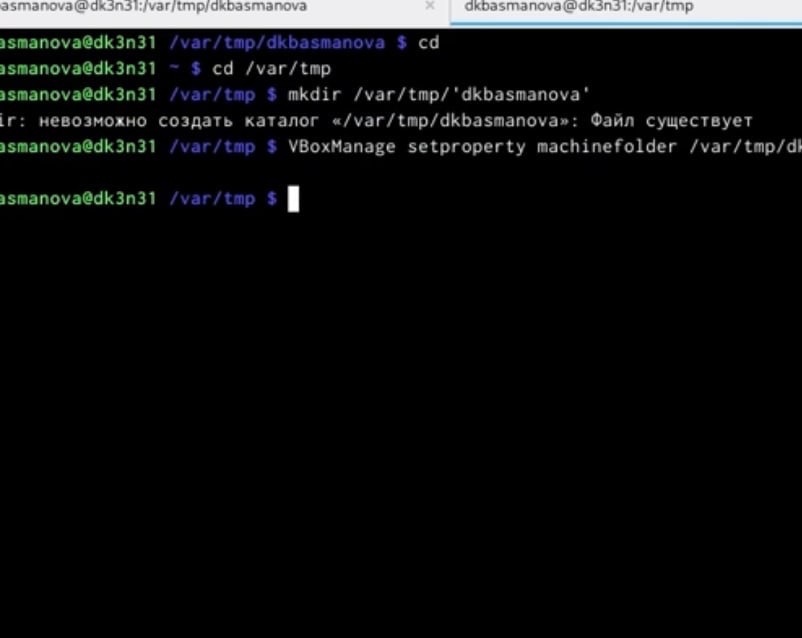 asmanova@dk3n31:/var/tmp/dkbasmanova × dkbasmanova@dk3n31:/var/tmp
asmanova@dk3n31 /var/tmp/dkbasmanova $ cd
asmanova@dk3n31 ~ $ cd /var/tmp
asmanova@dk3n31 /var/tmp $ mkdir /var/tmp/'dkbasmanova'
ir: невозможно создать каталог «/var/tmp/dkbasmanova»: Файл существует
asmanova@dk3n31 /var/tmp $ VBoxManage setproperty machinefolder /var/tmp/dk
asmanova@dk3n31 /var/tmp $